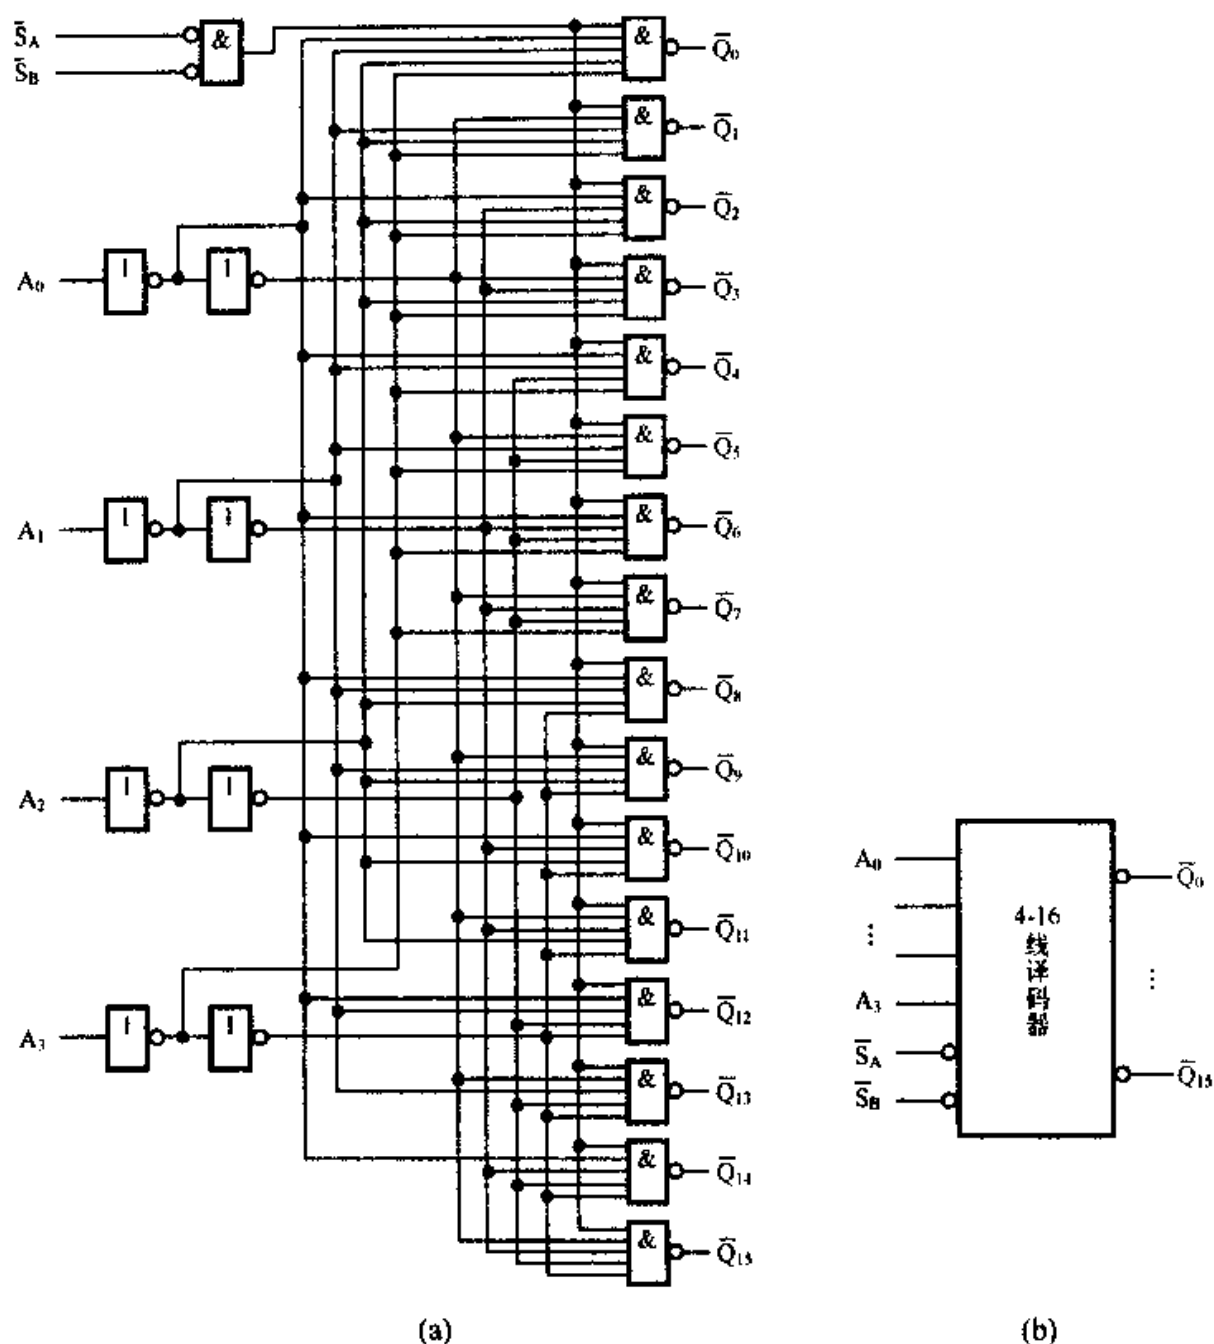 S̅A
S̅B
&
& Q̅0
& Q̅1
& Q̅2
A0 1 1
& Q̅3
& Q̅4
& Q̅5
A1 1 1
& Q̅6
& Q̅7
& Q̅8
A2 1 1
& Q̅9
& Q̅10
& Q̅11
A3 1 1
& Q̅12
& Q̅13
& Q̅14
& Q̅15
(a)
A0
⋮
A3
S̅A
S̅B
4-16
线
译
码
器
Q̅0
⋮
Q̅15
(b)